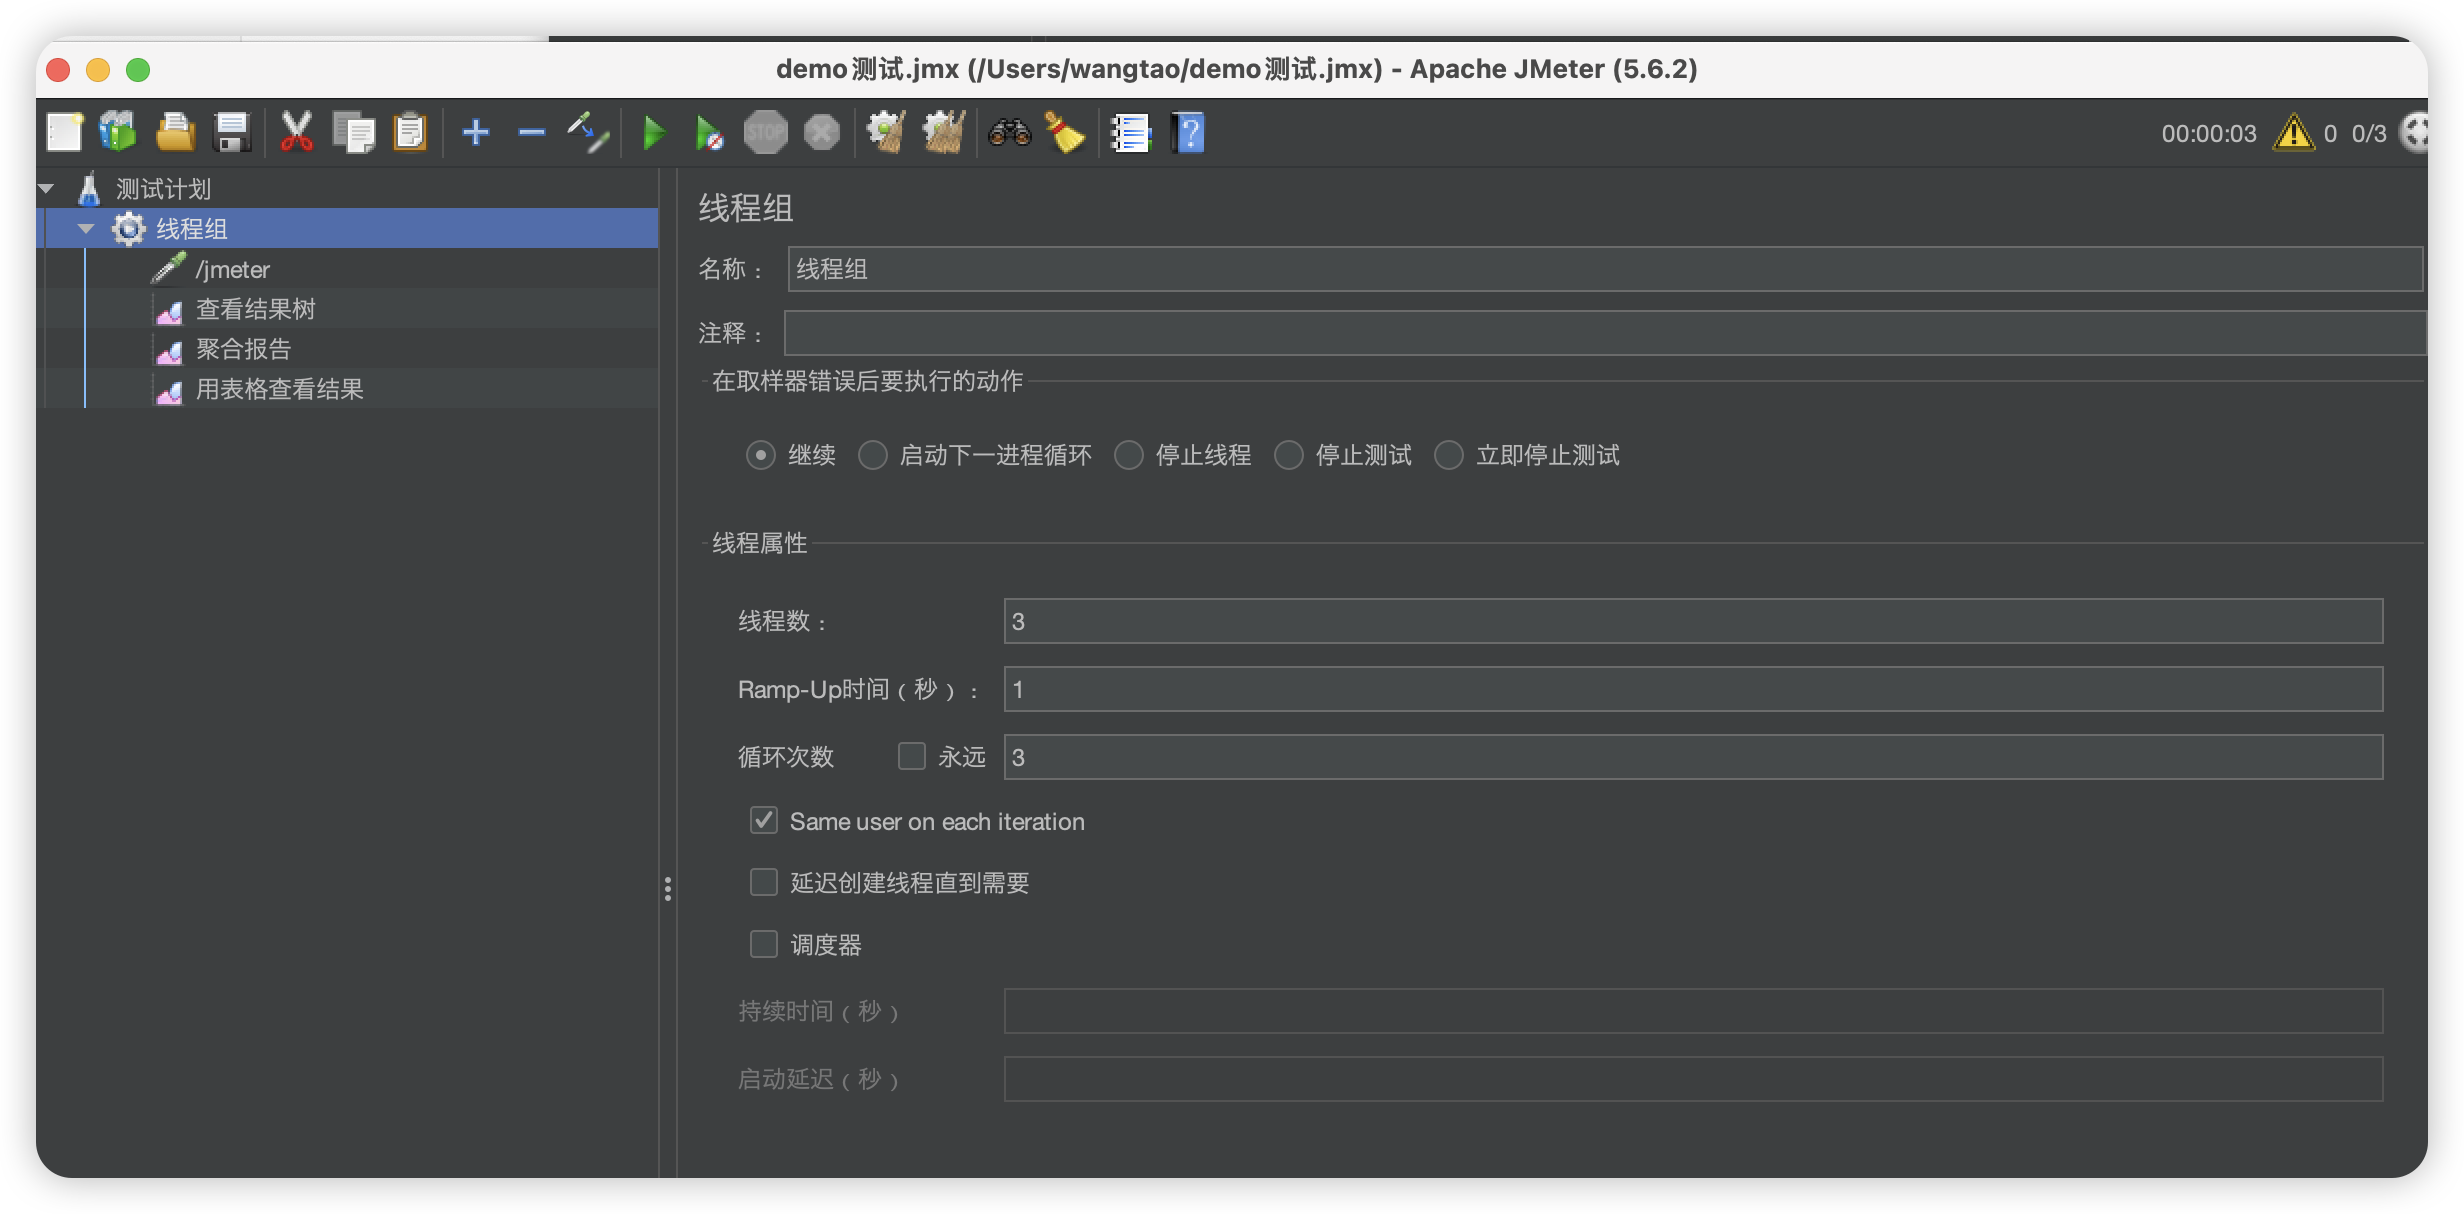 demo测试.jmx (/Users/wangtao/demo测试.jmx) - Apache JMeter (5.6.2)
STOP
?
00:00:03
0 0/3
测试计划
线程组
/jmeter
查看结果树
聚合报告
用表格查看结果
线程组
名称： 线程组
注释：
在取样器错误后要执行的动作
继续 启动下一进程循环 停止线程 停止测试 立即停止测试
线程属性
线程数： 3
Ramp-Up时间（秒）： 1
循环次数 永远 3
Same user on each iteration
延迟创建线程直到需要
调度器
持续时间（秒）
启动延迟（秒）